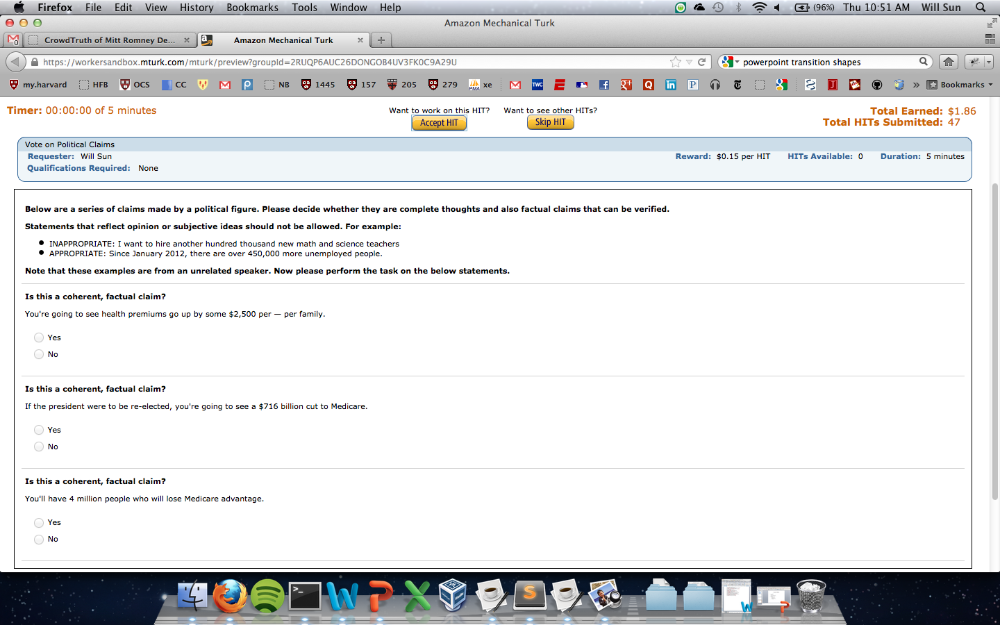 Firefox File Edit View History Bookmarks Tools Window Help (96%) Thu 10:51 AM Will Sun
Amazon Mechanical Turk
CrowdTruth of Mitt Romney De... Amazon Mechanical Turk
https://workersandbox.mturk.com/mturk/preview?groupId=2RUQP6AUC26DONGOB4UV3FK0C9A29U powerpoint transition shapes
my.harvard HFB OCS CC NB 1445 157 205 279 xe TWC Bookmarks
Timer: 00:00:00 of 5 minutes
Want to work on this HIT? Want to see other HITs?
Accept HIT Skip HIT
Total Earned: $1.86
Total HITs Submitted: 47
Vote on Political Claims
Requester: Will Sun Reward: $0.15 per HIT HITs Available: 0 Duration: 5 minutes
Qualifications Required: None
Below are a series of claims made by a political figure. Please decide whether they are complete thoughts and also factual claims that can be verified.
Statements that reflect opinion or subjective ideas should not be allowed. For example:
• INAPPROPRIATE: I want to hire another hundred thousand new math and science teachers
• APPROPRIATE: Since January 2012, there are over 450,000 more unemployed people.
Note that these examples are from an unrelated speaker. Now please perform the task on the below statements.
Is this a coherent, factual claim?
You're going to see health premiums go up by some $2,500 per — per family.
Yes
No
Is this a coherent, factual claim?
If the president were to be re-elected, you're going to see a $716 billion cut to Medicare.
Yes
No
Is this a coherent, factual claim?
You'll have 4 million people who will lose Medicare advantage.
Yes
No